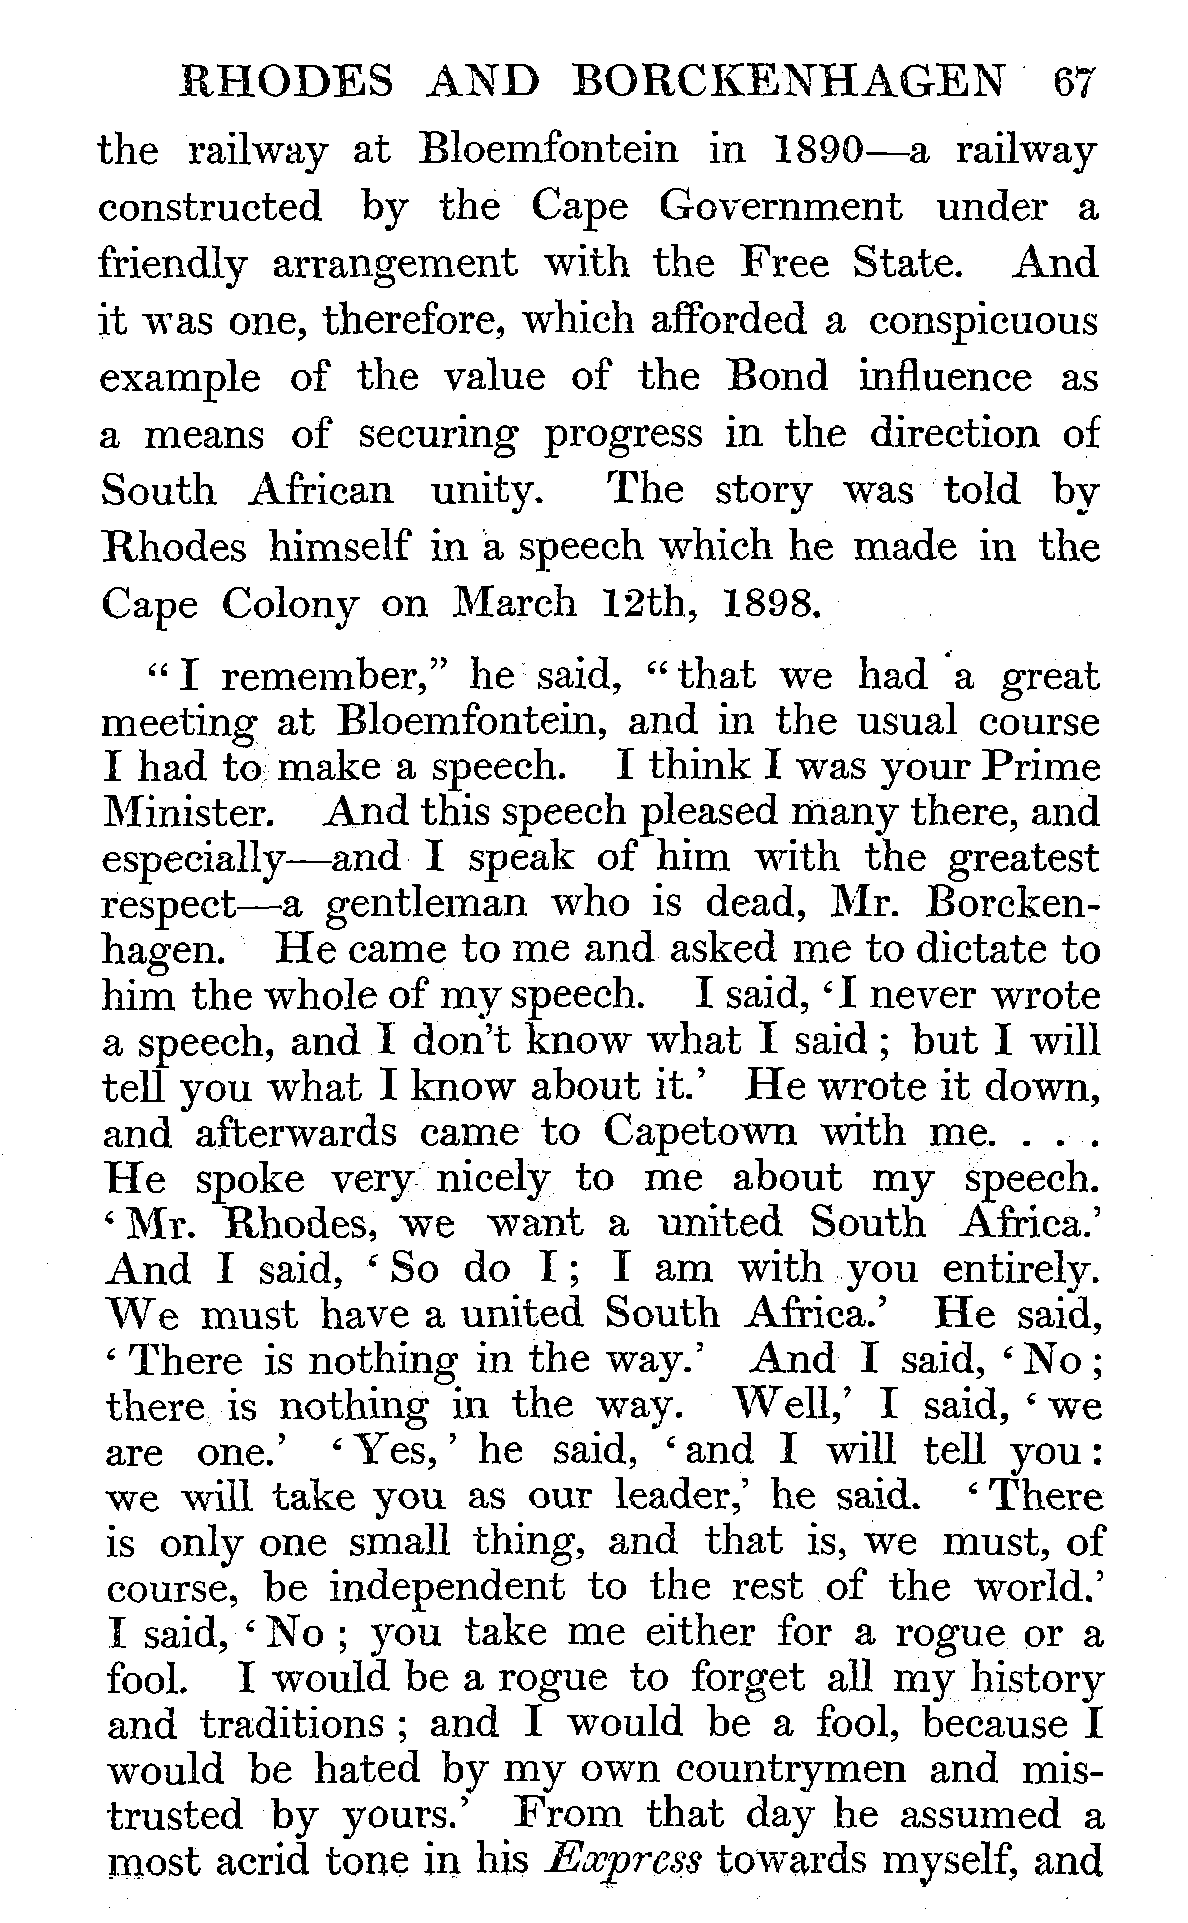 RHODES AND BORCKENHAGEN 67
the railway at Bloemfontein in 1890—a railway
constructed by the Cape Government under a
friendly arrangement with the Free State. And
it was one, therefore, which afforded a conspicuous
example of the value of the Bond influence as
a means of securing progress in the direction of
South African unity. The story was told by
Rhodes himself in a speech which he made in the
Cape Colony on March 12th, 1898.
“I remember,” he said, “that we had a great
meeting at Bloemfontein, and in the usual course
I had to make a speech. I think I was your Prime
Minister. And this speech pleased many there, and
especially—and I speak of him with the greatest
respect—a gentleman who is dead, Mr. Borcken-
hagen. He came to me and asked me to dictate to
him the whole of my speech. I said, ‘I never wrote
a speech, and I don’t know what I said; but I will
tell you what I know about it.’ He wrote it down,
and afterwards came to Capetown with me. . . .
He spoke very nicely to me about my speech.
‘Mr. Rhodes, we want a united South Africa.’
And I said, ‘So do I; I am with you entirely.
We must have a united South Africa.’ He said,
‘There is nothing in the way.’ And I said, ‘No;
there is nothing in the way. Well,’ I said, ‘we
are one.’ ‘Yes,’ he said, ‘and I will tell you:
we will take you as our leader,’ he said. ‘There
is only one small thing, and that is, we must, of
course, be independent to the rest of the world.’
I said, ‘No; you take me either for a rogue or a
fool. I would be a rogue to forget all my history
and traditions; and I would be a fool, because I
would be hated by my own countrymen and mis-
trusted by yours.’ From that day he assumed a
most acrid tone in his Express towards myself, and